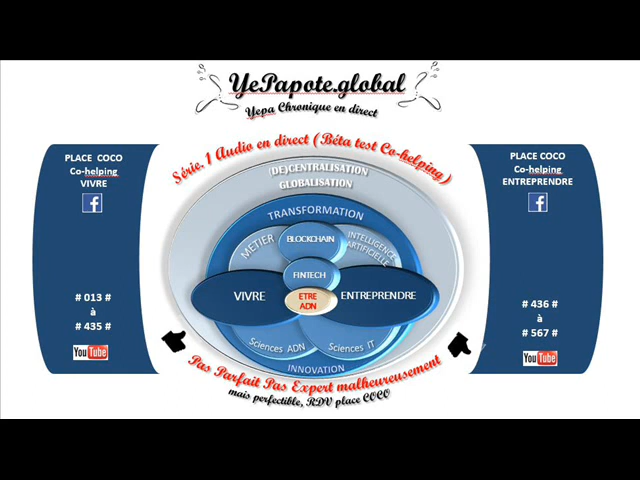 YePapote.global
Yepa Chronique en direct
Série, 1 Audio en direct (Béta test Co-helping)
PLACE COCO
Co-helping
VIVRE
# 013 #
à
# 435 #
YouTube
(DE)CENTRALISATION
GLOBALISATION
TRANSFORMATION
METIER
BLOCKCHAIN
INTELLIGENCE
ARTIFICIELLE
FINTECH
VIVRE
ETRE
ADN
ENTREPRENDRE
Sciences ADN
Sciences IT
INNOVATION
PLACE COCO
Co-helping
ENTREPRENDRE
# 436 #
à
# 567 #
YouTube
Pas Parfait Pas Expert malheureusement
mais perfectible, RDV place COCO